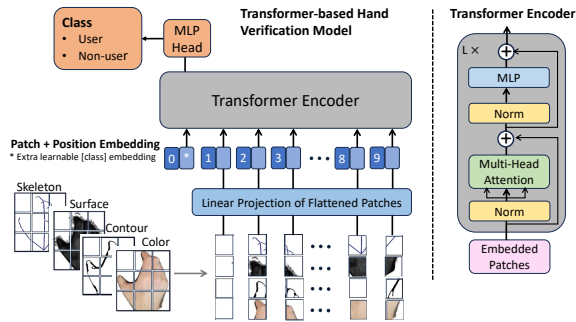 Class
• User
• Non-user
MLP
Head
Transformer-based Hand
Verification Model
Transformer Encoder
Patch + Position Embedding
* Extra learnable [class] embedding
0 * 1 2 3 ••• 8 9
Linear Projection of Flattened Patches
Skeleton
Surface
Contour
Color
Transformer Encoder
L ×
+
MLP
Norm
+
Multi-Head
Attention
Norm
Embedded
Patches